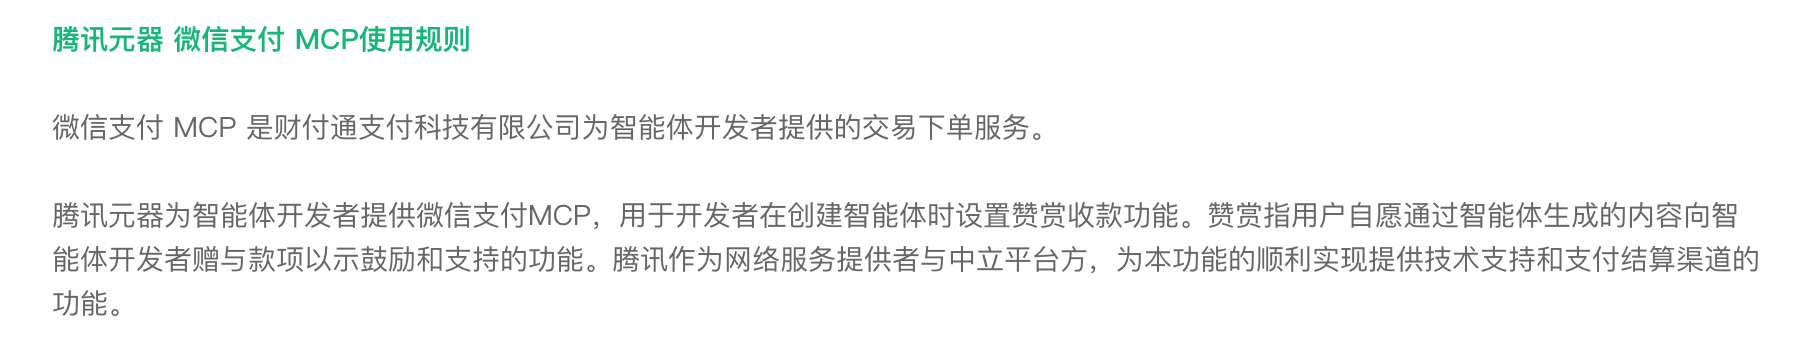 腾讯元器 微信支付 MCP使用规则
微信支付 MCP 是财付通支付科技有限公司为智能体开发者提供的交易下单服务。
腾讯元器为智能体开发者提供微信支付MCP，用于开发者在创建智能体时设置赞赏收款功能。赞赏指用户自愿通过智能体生成的内容向智
能体开发者赠与款项以示鼓励和支持的功能。腾讯作为网络服务提供者与中立平台方，为本功能的顺利实现提供技术支持和支付结算渠道的
功能。